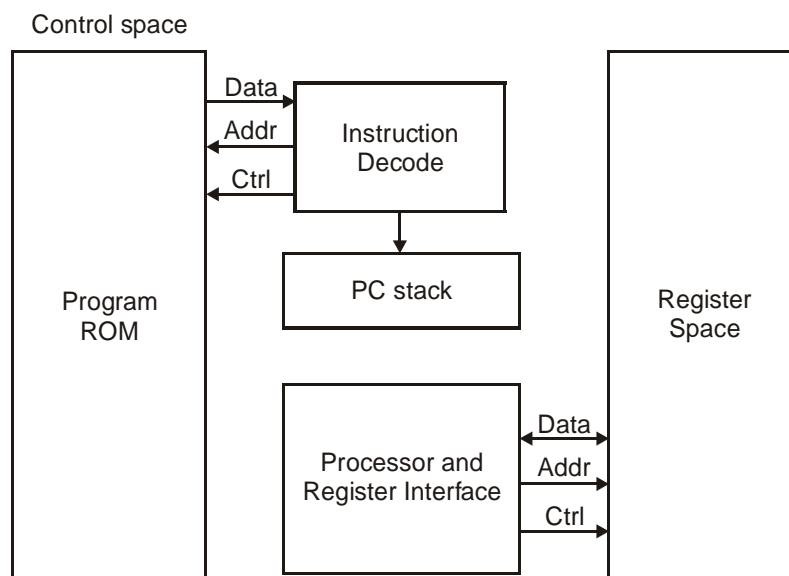 Control space
Data
Addr
Ctrl
Instruction
Decode
PC stack
Program
ROM
Register
Space
Processor and
Register Interface
Data
Addr
Ctrl